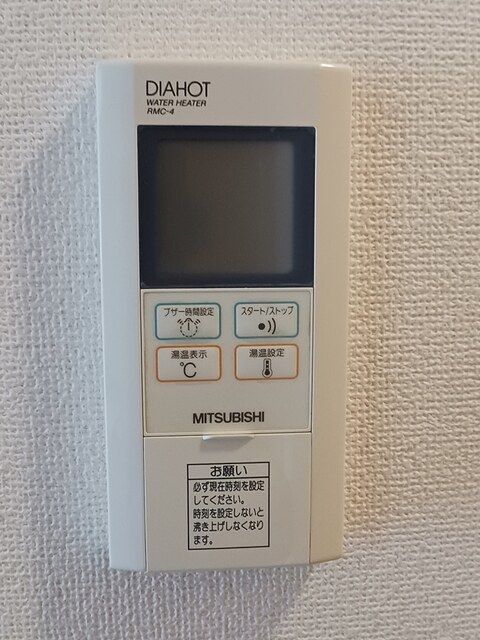 DIAHOT
WATER HEATER
RMC-4
ブザー時間設定
スタート/ストップ
湯温表示
℃
湯温設定
MITSUBISHI
お願い
必ず現在時刻を設定
してください。
時刻を設定しないと
沸き上げしなくなり
ます。